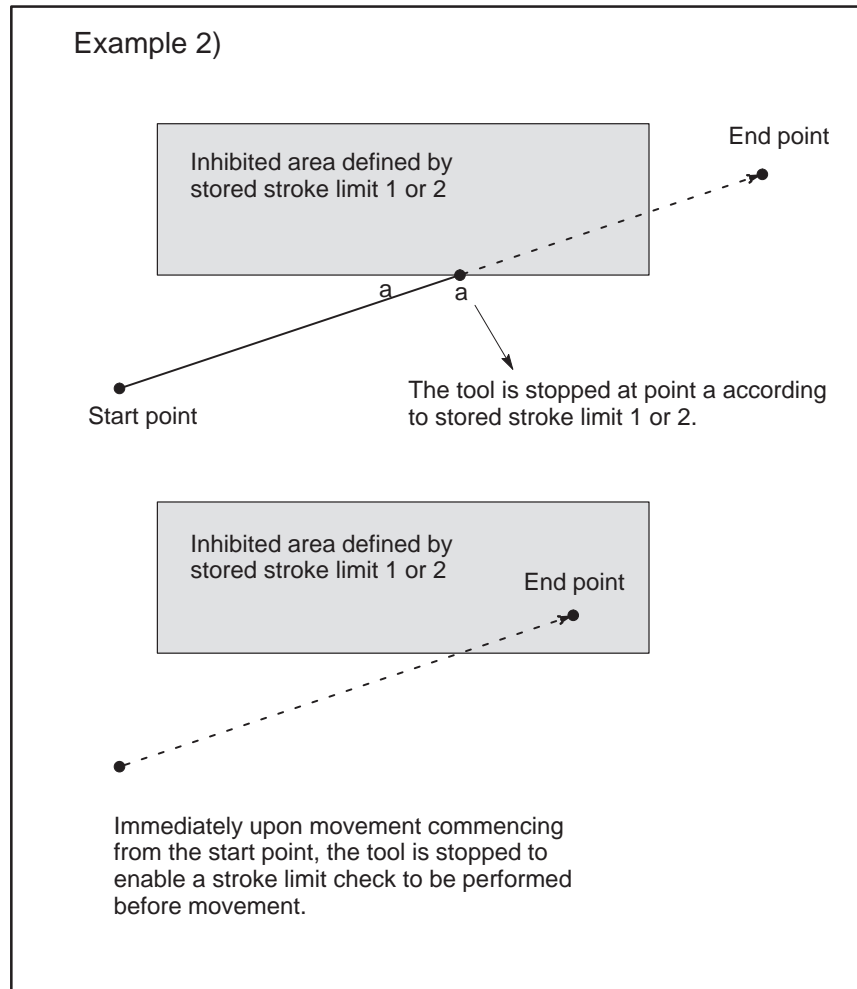 Example 2)
Inhibited area defined by
stored stroke limit 1 or 2
End point
a
a
Start point
The tool is stopped at point a according
to stored stroke limit 1 or 2.
Inhibited area defined by
stored stroke limit 1 or 2
End point
Immediately upon movement commencing
from the start point, the tool is stopped to
enable a stroke limit check to be performed
before movement.